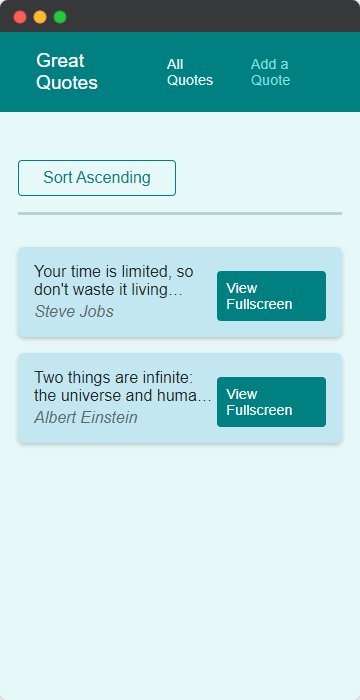 Great
Quotes
All
Quotes
Add a
Quote
Sort Ascending
Your time is limited, so
don't waste it living…
Steve Jobs
View
Fullscreen
Two things are infinite:
the universe and huma…
Albert Einstein
View
Fullscreen